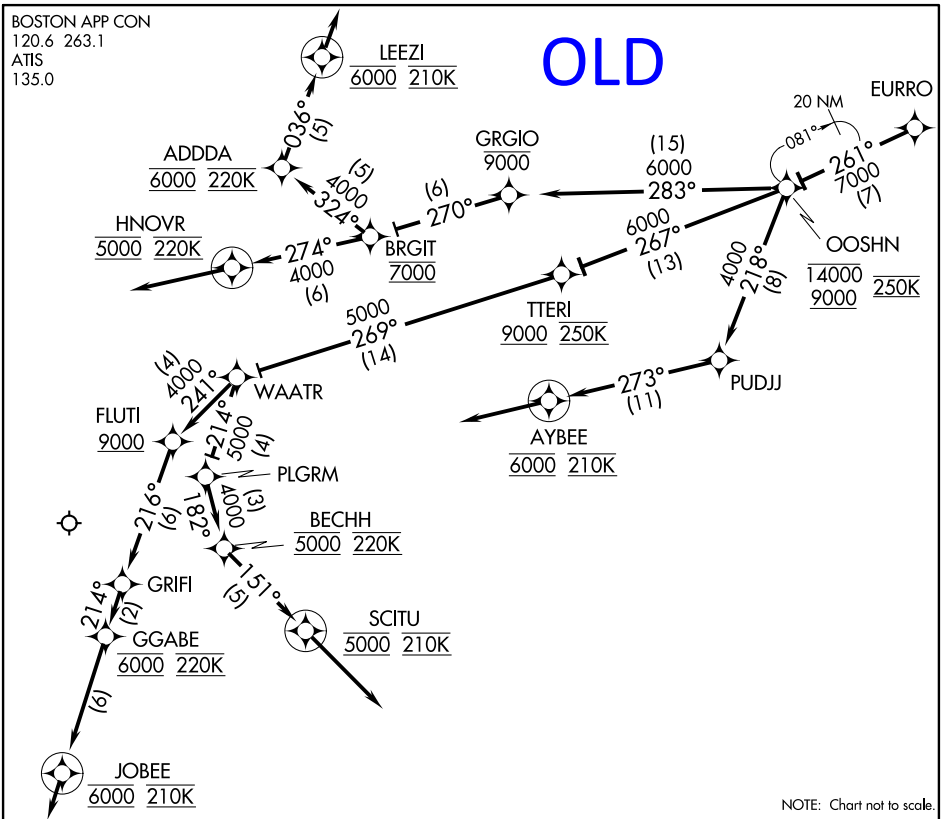 BOSTON APP CON
120.6 263.1
ATIS
135.0
OLD
LEEZI
6000 210K
EURRO
20 NM
081°
261°
7000
(7)
GRGIO
9000
(15)
6000
283°
036°
(5)
ADDDA
6000 220K
(5)
4000
324°
(6)
270°
HNOVR
5000 220K
274°
4000
(6)
BRGIT
7000
6000
267°
(13)
OOSHN
14000
9000
250K
4000
218°
(8)
TTERI
9000 250K
5000
269°
(14)
PUDJJ
273°
(11)
AYBEE
6000 210K
WAATR
(4)
4000
241°
FLUTI
9000
214°
5000
(4)
PLGRM
(3)
4000
182°
BECHH
5000 220K
216°
(6)
151°
(5)
GRIFI
214°
(2)
GGABE
6000 220K
SCITU
5000 210K
(6)
JOBEE
6000 210K
NOTE: Chart not to scale.